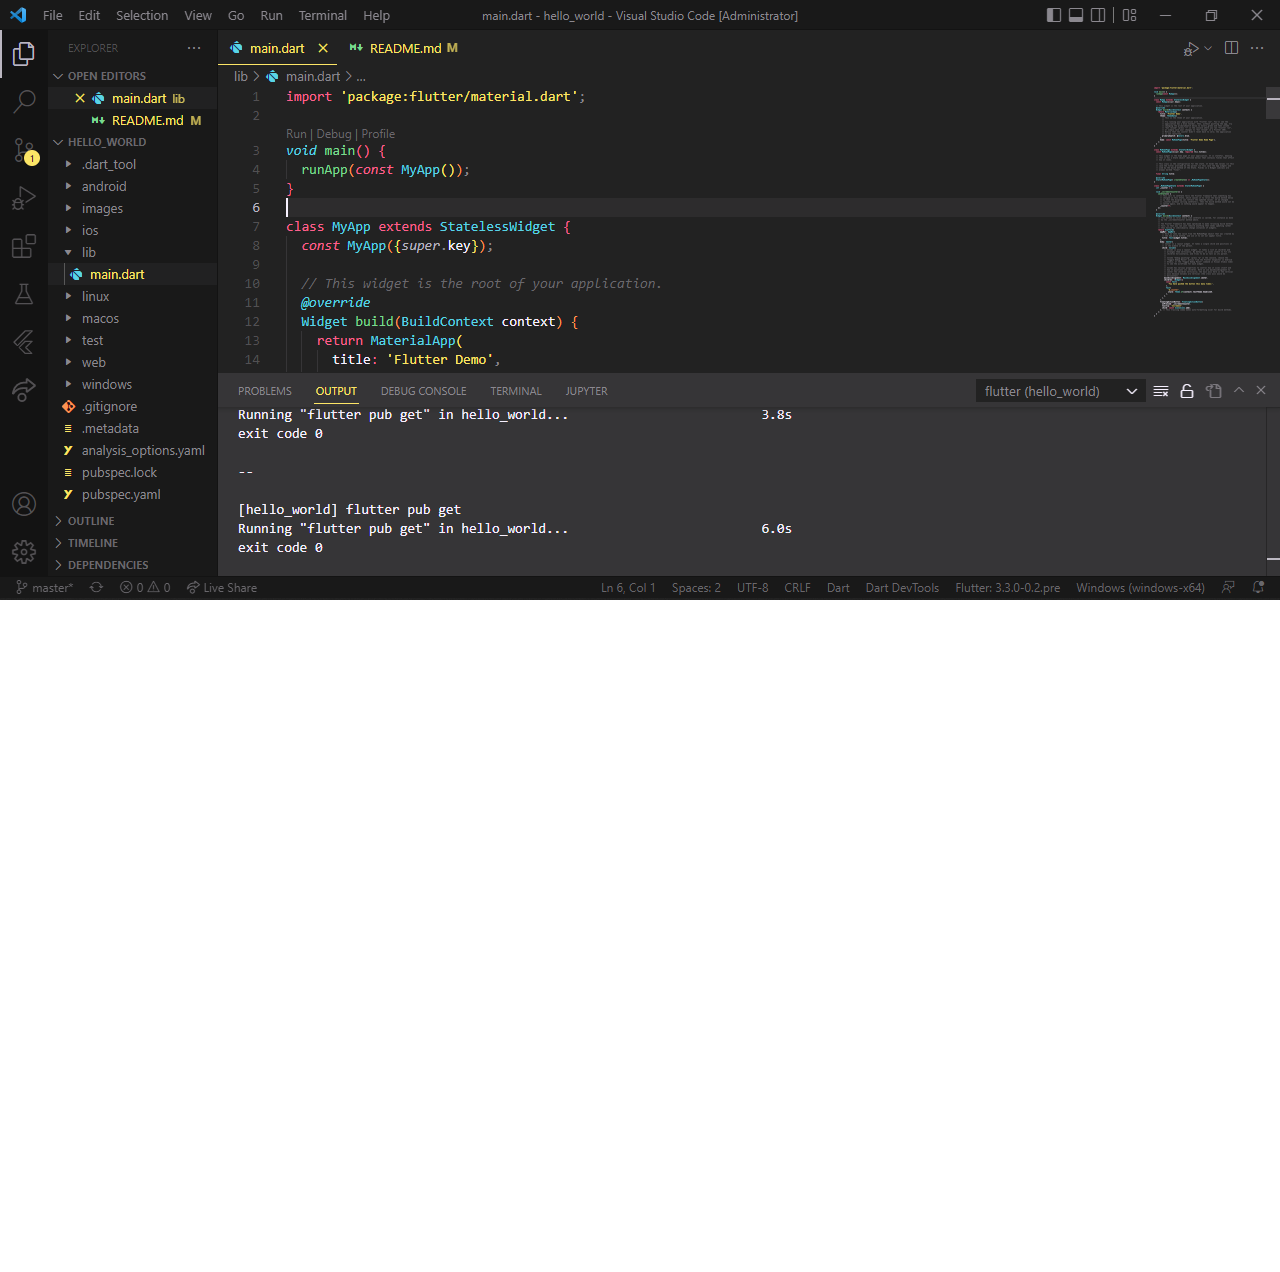 File Edit Selection View Go Run Terminal Help
main.dart - hello_world - Visual Studio Code [Administrator]
EXPLORER
OPEN EDITORS
main.dart lib
README.md M
HELLO_WORLD
.dart_tool
android
images
ios
lib
main.dart
linux
macos
test
web
windows
.gitignore
.metadata
analysis_options.yaml
pubspec.lock
pubspec.yaml
OUTLINE
TIMELINE
DEPENDENCIES
1
main.dart
README.md M
lib > main.dart > ...
1 import 'package:flutter/material.dart';
2
Run | Debug | Profile
3 void main() {
4 runApp(const MyApp());
5 }
6
7 class MyApp extends StatelessWidget {
8 const MyApp({super.key});
9
10 // This widget is the root of your application.
11 @override
12 Widget build(BuildContext context) {
13 return MaterialApp(
14 title: 'Flutter Demo',
PROBLEMS OUTPUT DEBUG CONSOLE TERMINAL JUPYTER
flutter (hello_world)
Running "flutter pub get" in hello_world... 3.8s
exit code 0
--
[hello_world] flutter pub get
Running "flutter pub get" in hello_world... 6.0s
exit code 0
master* 0 0 Live Share
Ln 6, Col 1 Spaces: 2 UTF-8 CRLF Dart Dart DevTools Flutter: 3.3.0-0.2.pre Windows (windows-x64)